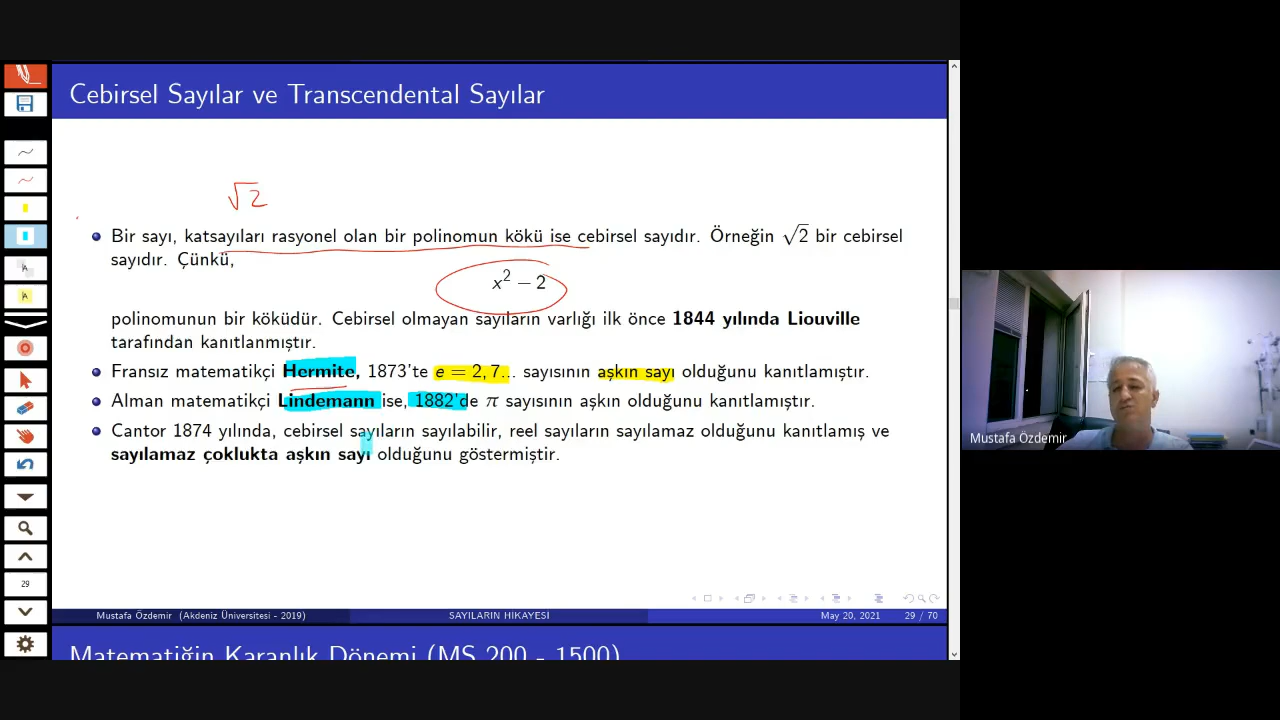 Cebirsel Sayılar ve Transcendental Sayılar
√2
Bir sayı, katsayıları rasyonel olan bir polinomun kökü ise cebirsel sayıdır. Örneğin √2 bir cebirsel
sayıdır. Çünkü,
x² − 2
polinomunun bir köküdür. Cebirsel olmayan sayıların varlığı ilk önce 1844 yılında Liouville
tarafından kanıtlanmıştır.
Fransız matematikçi Hermite, 1873'te e = 2, 7... sayısının aşkın sayı olduğunu kanıtlamıştır.
Alman matematikçi Lindemann ise, 1882'de π sayısının aşkın olduğunu kanıtlamıştır.
Cantor 1874 yılında, cebirsel sayıların sayılabilir, reel sayıların sayılamaz olduğunu kanıtlamış ve
sayılamaz çoklukta aşkın sayı olduğunu göstermiştir.
Mustafa Özdemir
A
A
29
Mustafa Özdemir (Akdeniz Üniversitesi - 2019) SAYILARIN HİKAYESİ May 20, 2021 29 / 70
Matematiğin Karanlık Dönemi (MS 200 - 1500)